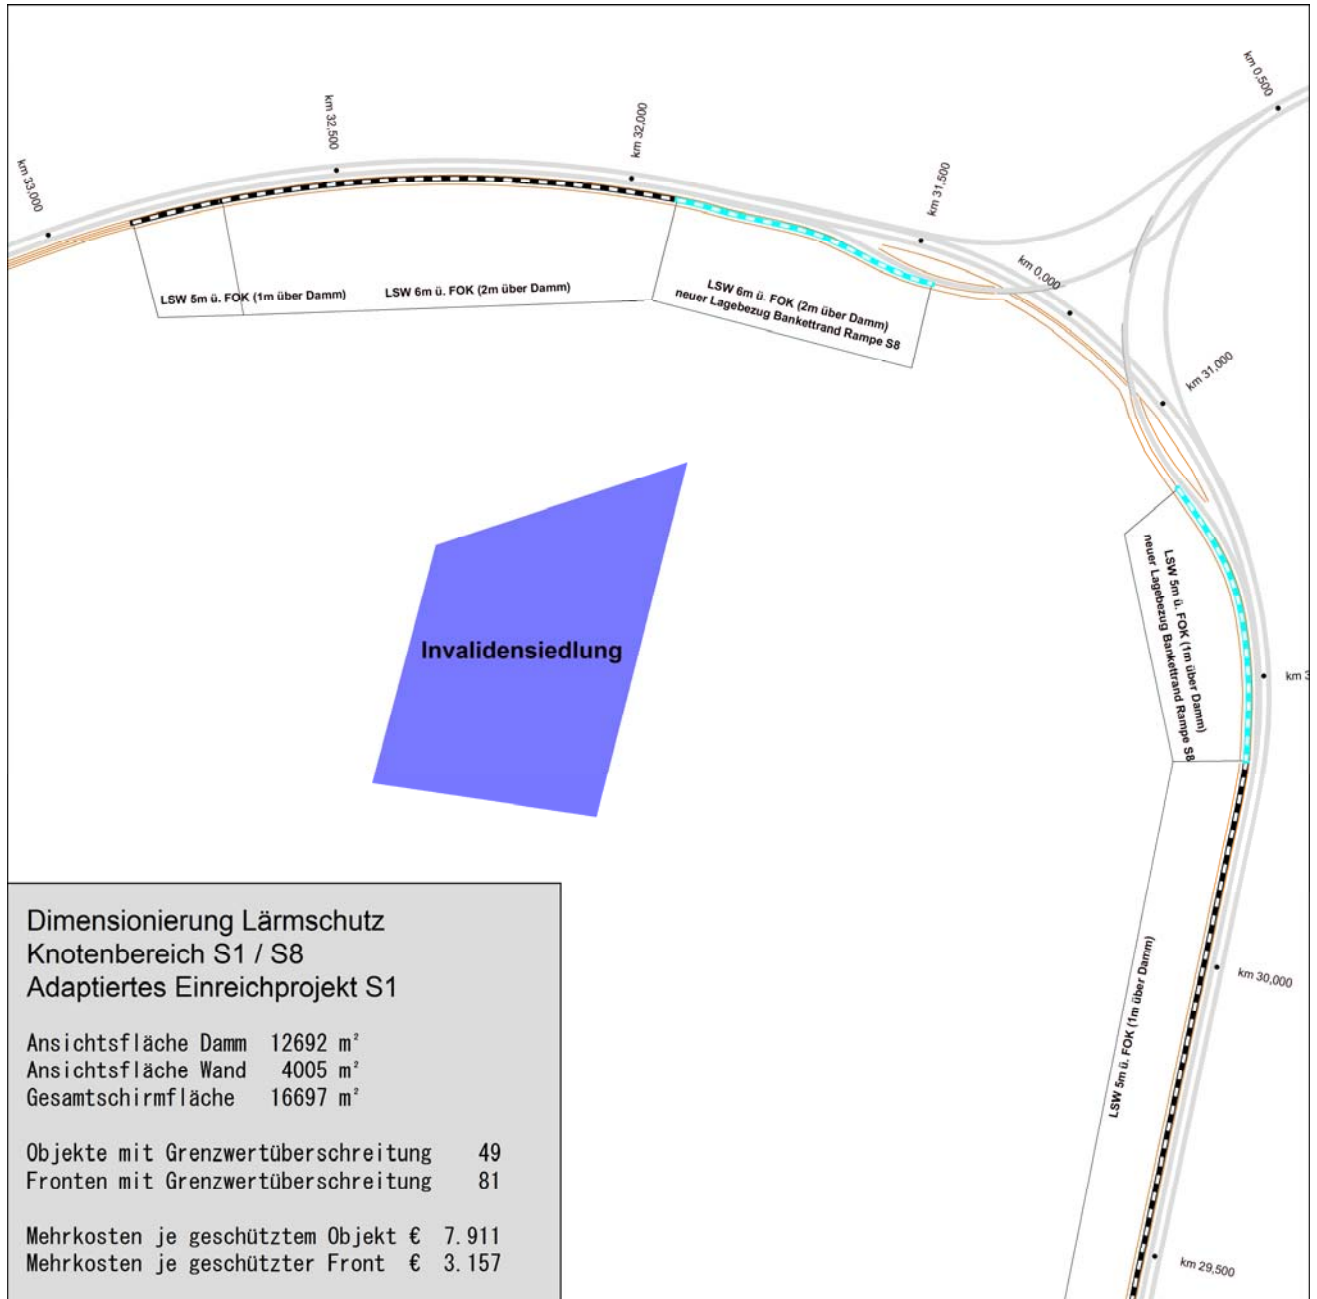 km 0,500
km 32,500
km 32,000
km 33,000
km 31,500
km 0,000
LSW 5m ü. FOK (1m über Damm)
LSW 6m ü. FOK (2m über Damm)
LSW 6m ü. FOK (2m über Damm)
neuer Lagebezug Bankettrand Rampe S8
km 31,000
LSW 5m ü. FOK (1m über Damm)
neuer Lagebezug Bankettrand Rampe S8
Invalidensiedlung
km 3
LSW 5m ü. FOK (1m über Damm)
km 30,000
km 29,500
Dimensionierung Lärmschutz
Knotenbereich S1 / S8
Adaptiertes Einreichprojekt S1
Ansichtsfläche Damm 12692 m²
Ansichtsfläche Wand 4005 m²
Gesamtschirmfläche 16697 m²
Objekte mit Grenzwertüberschreitung 49
Fronten mit Grenzwertüberschreitung 81
Mehrkosten je geschütztem Objekt € 7.911
Mehrkosten je geschützter Front € 3.157